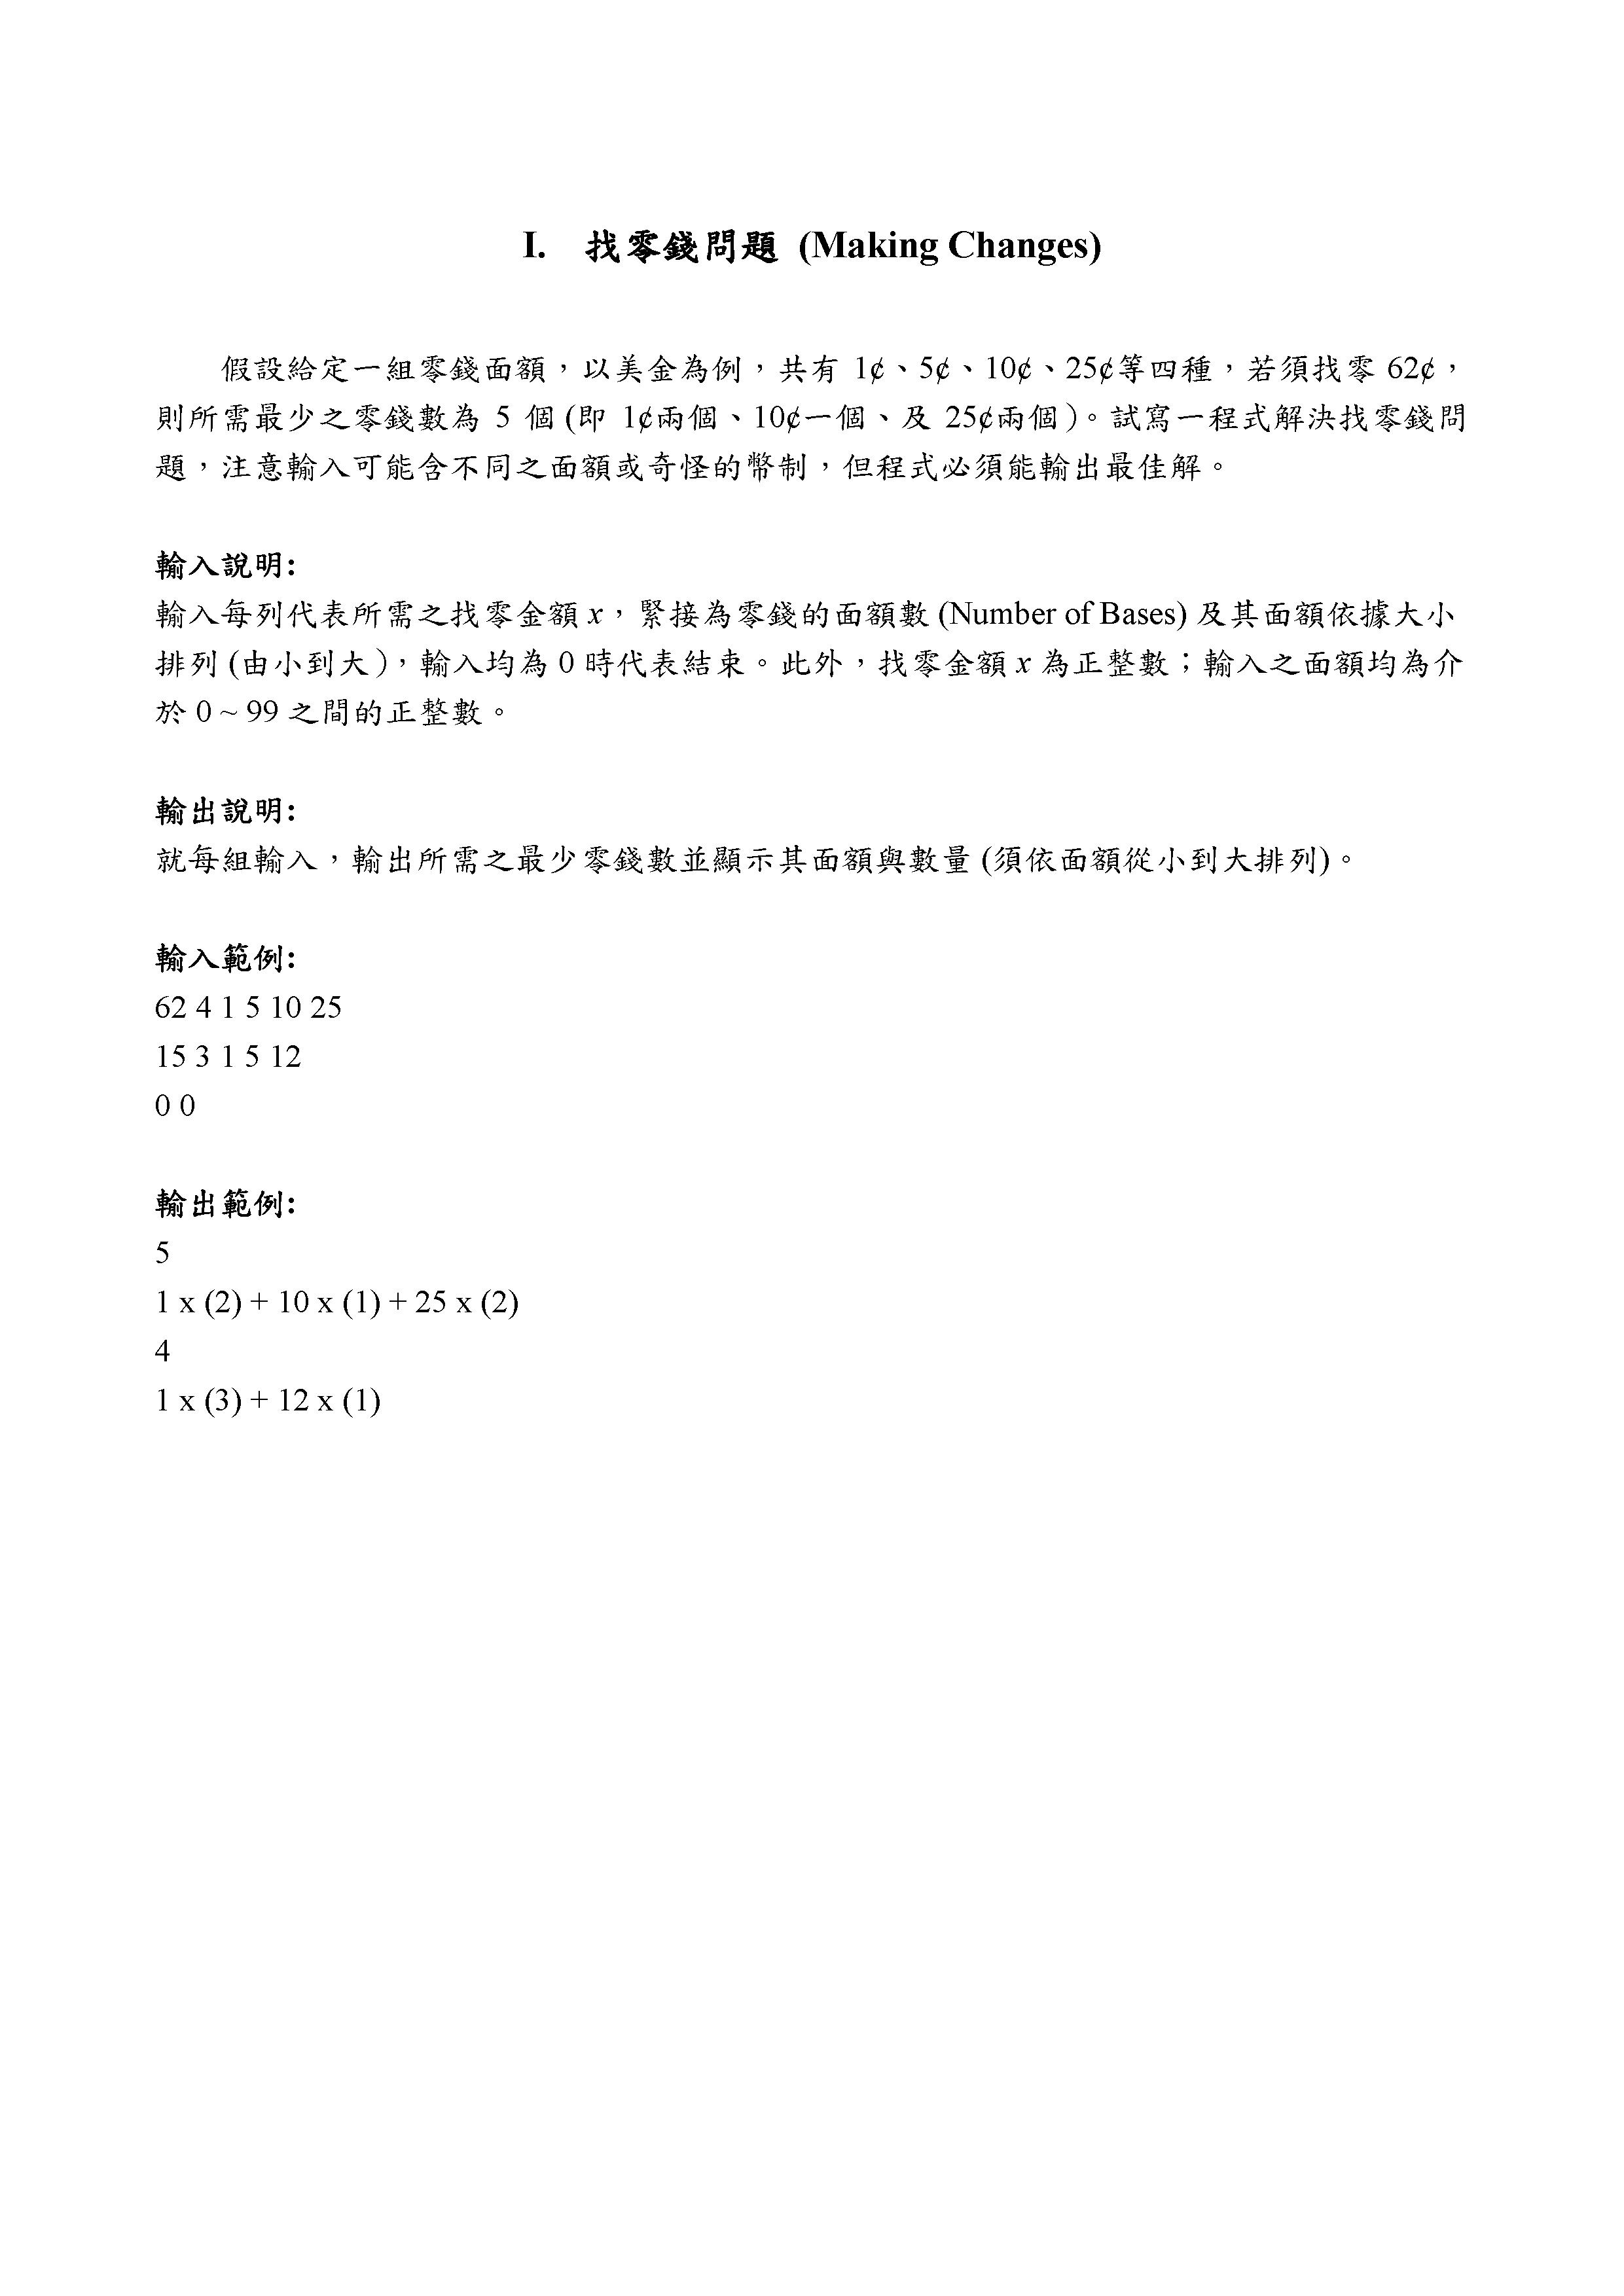 I. 找零錢問題 (Making Changes)
假設給定一組零錢面額，以美金為例，共有 1¢、5¢、10¢、25¢等四種，若須找零 62¢，
則所需最少之零錢數為 5 個 (即 1¢兩個、10¢一個、及 25¢兩個)。試寫一程式解決找零錢問
題，注意輸入可能含不同之面額或奇怪的幣制，但程式必須能輸出最佳解。
輸入說明:
輸入每列代表所需之找零金額 x，緊接為零錢的面額數 (Number of Bases) 及其面額依據大小
排列 (由小到大)，輸入均為 0 時代表結束。此外，找零金額 x 為正整數；輸入之面額均為介
於 0 ~ 99 之間的正整數。
輸出說明:
就每組輸入，輸出所需之最少零錢數並顯示其面額與數量 (須依面額從小到大排列)。
輸入範例:
62 4 1 5 10 25
15 3 1 5 12
0 0
輸出範例:
5
1 x (2) + 10 x (1) + 25 x (2)
4
1 x (3) + 12 x (1)